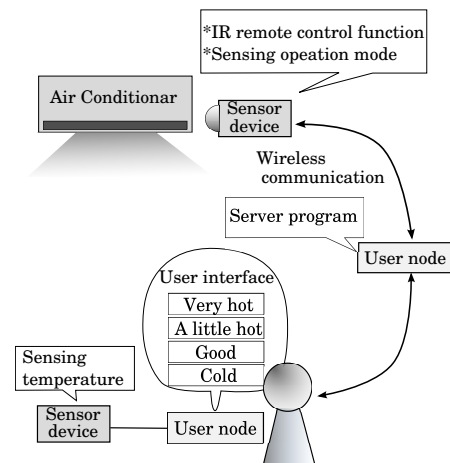 *IR remote control function
*Sensing opeation mode
Air Conditionar
Sensor
device
Wireless
communication
Server program
User node
User interface
Very hot
A little hot
Good
Cold
Sensing
temperature
Sensor
device
User node